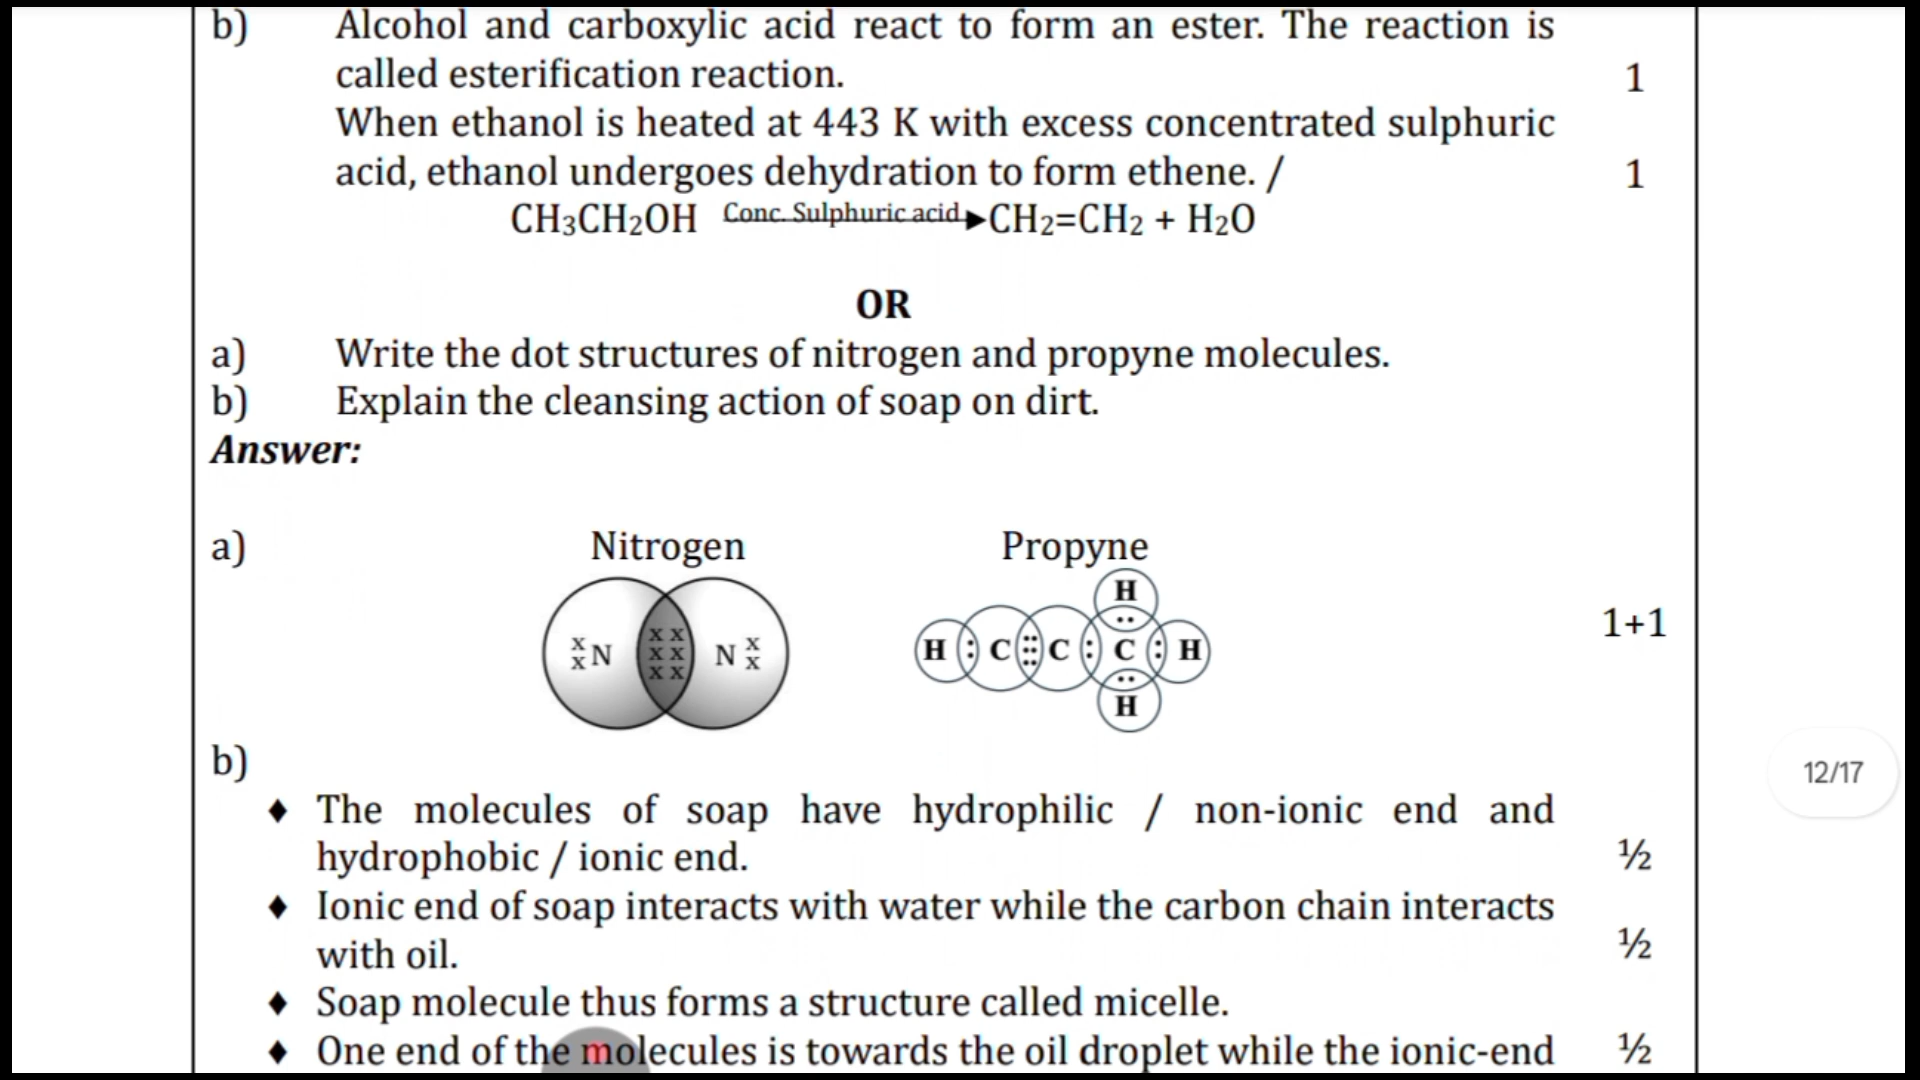 b) Alcohol and carboxylic acid react to form an ester. The reaction is
called esterification reaction. 1
When ethanol is heated at 443 K with excess concentrated sulphuric
acid, ethanol undergoes dehydration to form ethene. / 1
CH3CH2OH Conc. Sulphuric acid CH2=CH2 + H2O
OR
a) Write the dot structures of nitrogen and propyne molecules.
b) Explain the cleansing action of soap on dirt.
Answer:
a) Nitrogen Propyne
H
x x N x x x x x x N x x H : C C : C : H 1+1
H
b)
12/17
♦ The molecules of soap have hydrophilic / non-ionic end and
hydrophobic / ionic end. ½
♦ Ionic end of soap interacts with water while the carbon chain interacts
with oil. ½
♦ Soap molecule thus forms a structure called micelle.
♦ One end of the molecules is towards the oil droplet while the ionic-end ½